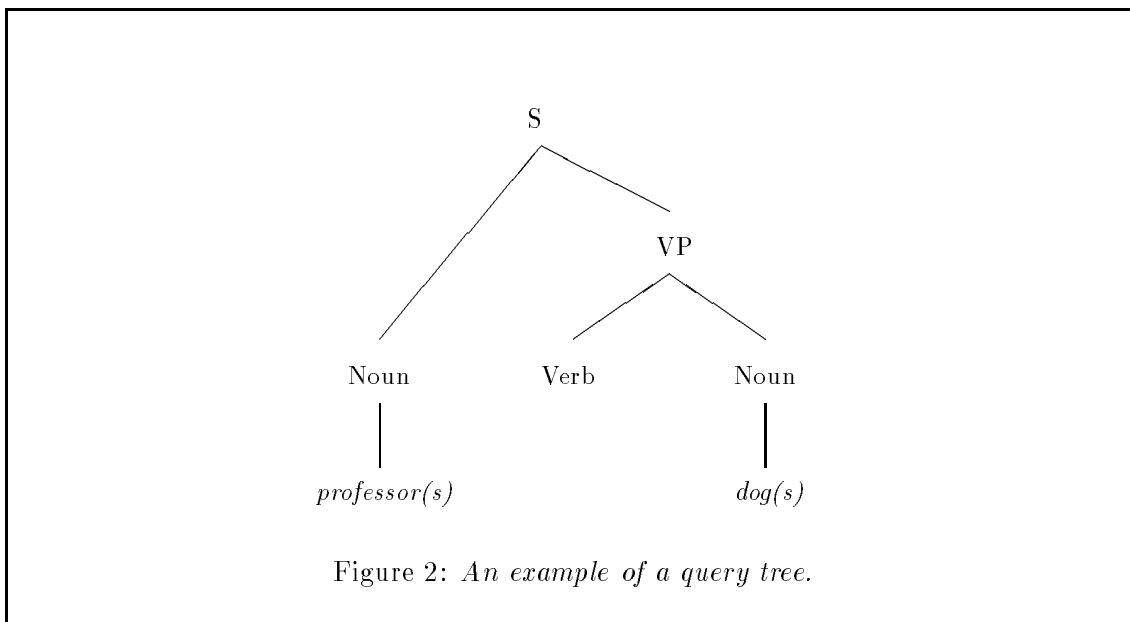 S
VP
Noun Verb Noun
professor(s) dog(s)
Figure 2: An example of a query tree.